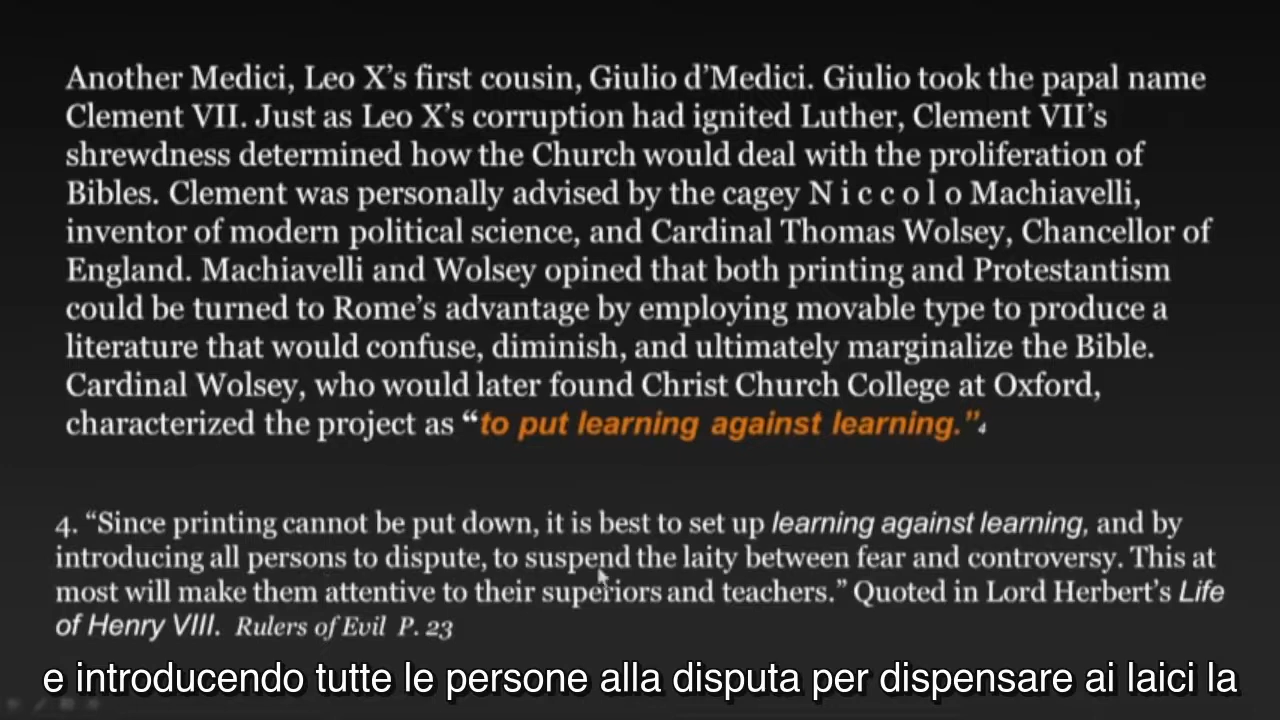 Another Medici, Leo X’s first cousin, Giulio d’Medici. Giulio took the papal name
Clement VII. Just as Leo X’s corruption had ignited Luther, Clement VII’s
shrewdness determined how the Church would deal with the proliferation of
Bibles. Clement was personally advised by the cagey N i c c o l o Machiavelli,
inventor of modern political science, and Cardinal Thomas Wolsey, Chancellor of
England. Machiavelli and Wolsey opined that both printing and Protestantism
could be turned to Rome’s advantage by employing movable type to produce a
literature that would confuse, diminish, and ultimately marginalize the Bible.
Cardinal Wolsey, who would later found Christ Church College at Oxford,
characterized the project as “to put learning against learning.”4
4. “Since printing cannot be put down, it is best to set up learning against learning, and by
introducing all persons to dispute, to suspend the laity between fear and controversy. This at
most will make them attentive to their superiors and teachers.” Quoted in Lord Herbert’s Life
of Henry VIII. Rulers of Evil P. 23
e introducendo tutte le persone alla disputa per dispensare ai laici la